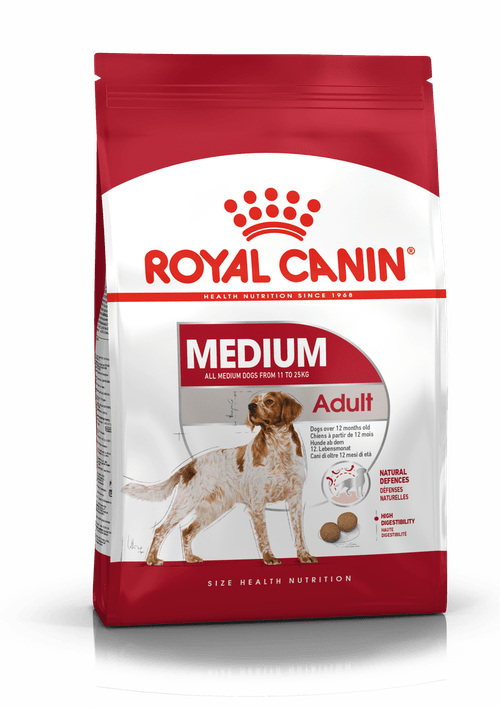 ROYAL CANIN®
HEALTH NUTRITION SINCE 1968
MEDIUM
ALL MEDIUM DOGS FROM 11 TO 25KG
Adult
Dogs over 12 months old
Chiens à partir de 12 mois
Hunde ab dem
12. Lebensmonat
Cani di oltre 12 mesi di età
NATURAL
DEFENCES
DÉFENSES
NATURELLES
HIGH
DIGESTIBILITY
HAUTE
DIGESTIBILITÉ
SIZE HEALTH NUTRITION